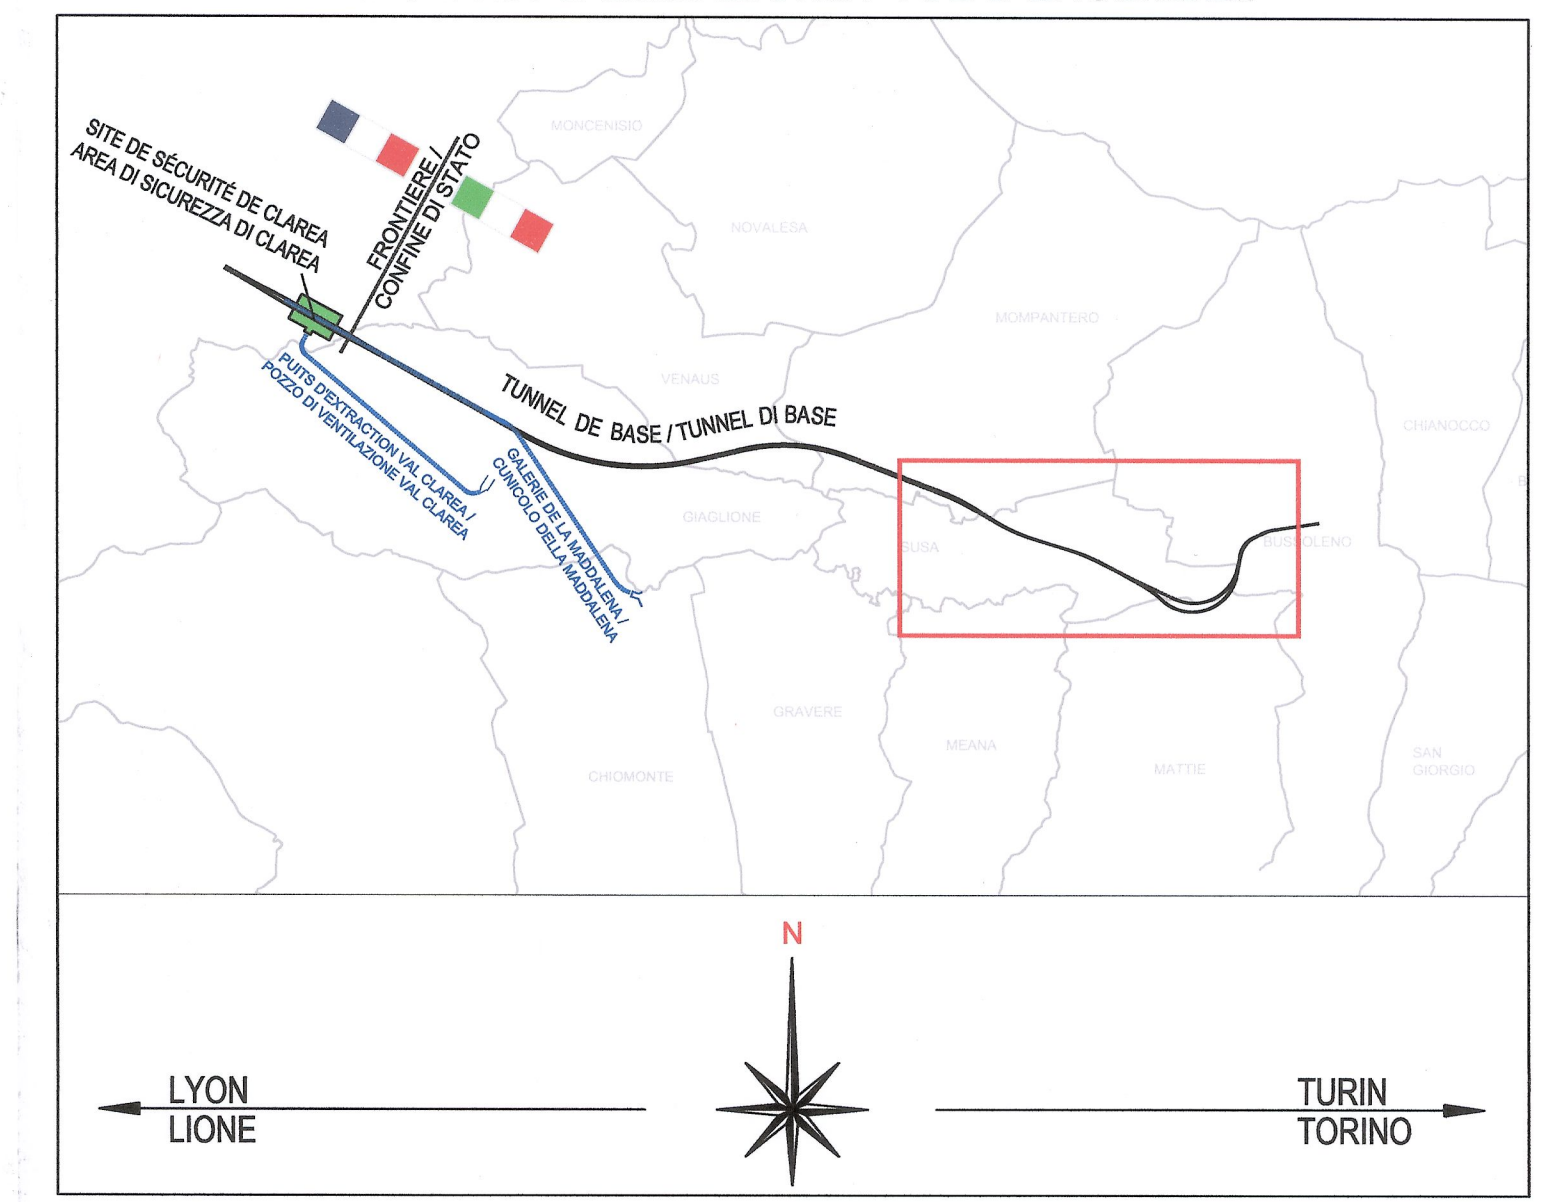 MONCENISIO
SITE DE SÉCURITÉ DE CLAREA
AREA DI SICUREZZA DI CLAREA
FRONTIERE /
CONFINE DI STATO
NOVALESA
MOMPANTERO
VENAUS
PUITS D'EXTRACTION VAL CLAREA /
POZZO DI VENTILAZIONE VAL CLAREA
TUNNEL DE BASE / TUNNEL DI BASE
CHIANOCCO
GALERIE DE LA MADDALENA /
CUNICOLO DELLA MADDALENA
GIAGLIONE
SUSA
BUSSOLENO
GRAVERE
MEANA
CHIOMONTE
MATTIE
SAN
GIORGIO
N
LYON
LIONE
TURIN
TORINO